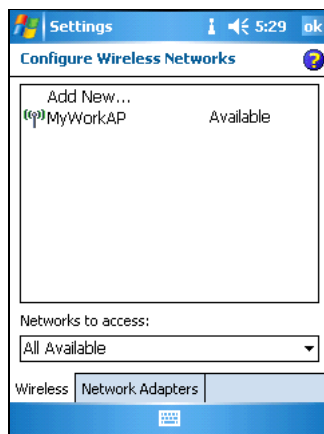 Settings 5:29 ok
Configure Wireless Networks ?
Add New...
MyWorkAP Available
Networks to access:
All Available
Wireless Network Adapters